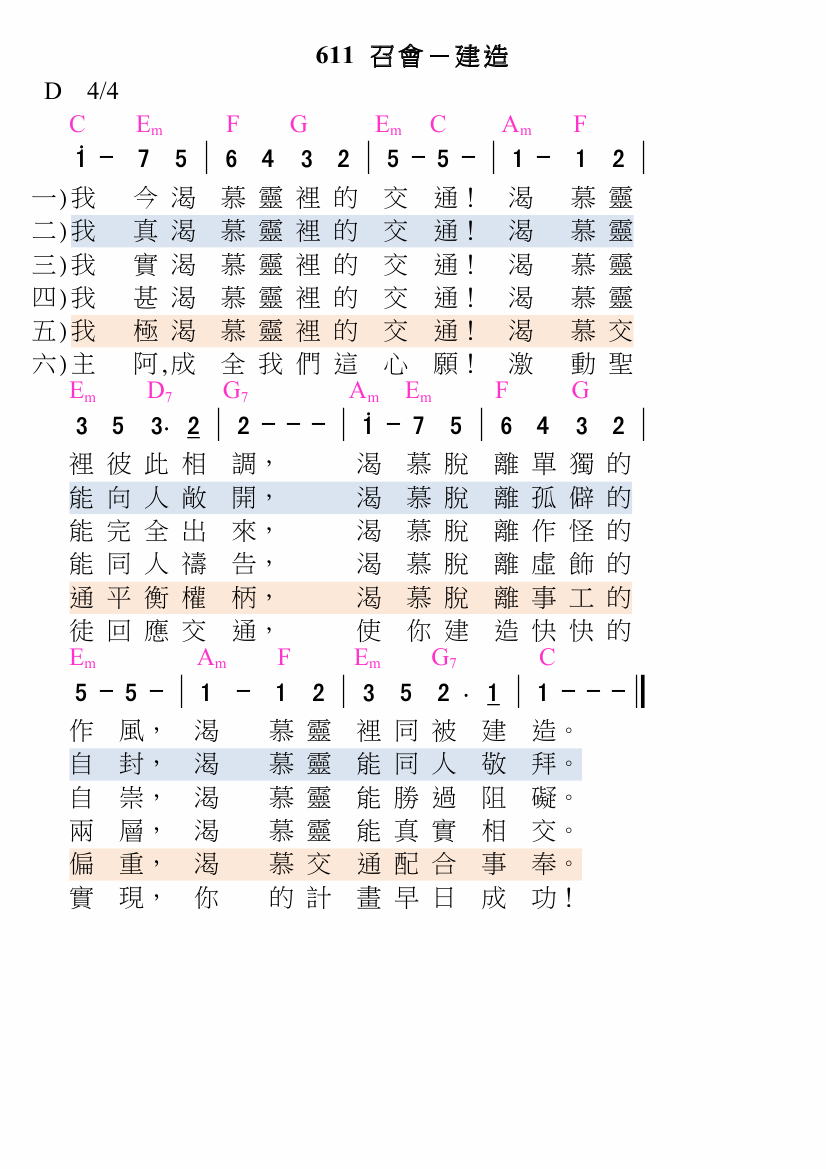 611 召會－建造
D 4/4
C Em F G Em C Am F
i － 7 5 | 6 4 3 2 | 5 － 5 － | 1 － 1 2 |
一)我 今渴 慕靈裡的 交 通！ 渴 慕靈
二)我 真渴 慕靈裡的 交 通！ 渴 慕靈
三)我 實渴 慕靈裡的 交 通！ 渴 慕靈
四)我 甚渴 慕靈裡的 交 通！ 渴 慕靈
五)我 極渴 慕靈裡的 交 通！ 渴 慕交
六)主 阿,成 全我們這 心 願！ 激 動聖
Em D7 G7 Am Em F G
3 5 3. 2 | 2 － － － | i － 7 5 | 6 4 3 2 |
裡彼此相 調， 渴 慕脫 離單獨的
能向人敞 開， 渴 慕脫 離孤僻的
能完全出 來， 渴 慕脫 離作怪的
能同人禱 告， 渴 慕脫 離虛飾的
通平衡權 柄， 渴 慕脫 離事工的
徒回應交 通， 使 你建 造快快的
Em Am F Em G7 C
5 － 5 － | 1 － 1 2 | 3 5 2 . 1 | 1 － － － ‖
作 風， 渴 慕靈 裡同被 建 造。
自 封， 渴 慕靈 能同人 敬 拜。
自 崇， 渴 慕靈 能勝過 阻 礙。
兩 層， 渴 慕靈 能真實 相 交。
偏 重， 渴 慕交 通配合 事 奉。
實 現， 你 的計 畫早日 成 功！